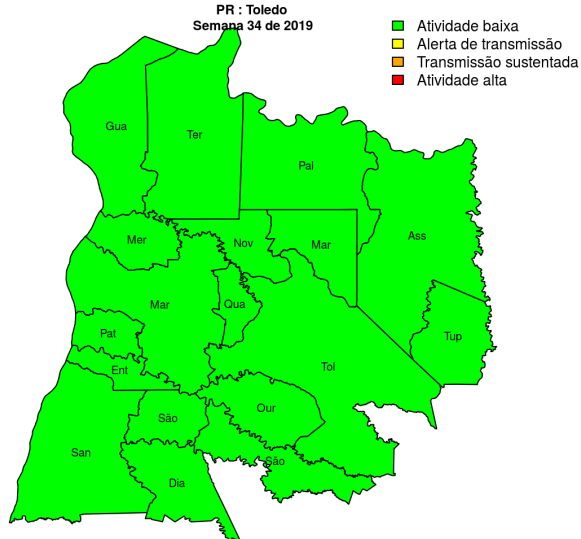 PR : Toledo
Semana 34 de 2019
Atividade baixa
Alerta de transmissão
Transmissão sustentada
Atividade alta
Gua
Ter
Pal
Mer
Nov
Mar
Ass
Mar
Qua
Pat
Tup
Ent
Tol
São
Our
San
São
Dia